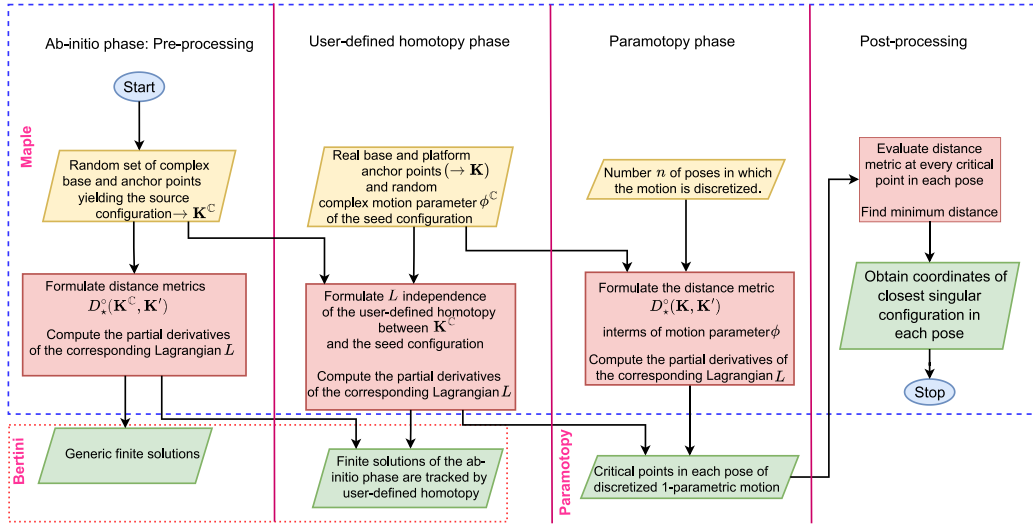 Ab-initio phase: Pre-processing
User-defined homotopy phase
Paramotopy phase
Post-processing
Maple
Start
Random set of complex
base and anchor points
yielding the source
configuration → K^ℂ
Formulate distance metrics
D⋆°(K^ℂ, K′)
Compute the partial derivatives
of the corresponding Lagrangian L
Real base and platform
anchor points (→ K)
and random
complex motion parameter ϕ^ℂ
of the seed configuration
Formulate L independence
of the user-defined homotopy
between K^ℂ
and the seed configuration
Compute the partial derivatives
of the corresponding Lagrangian L
Number n of poses in which
the motion is discretized.
Formulate the distance metric
D⋆°(K, K′)
interms of motion parameter ϕ
Compute the partial derivatives of
the corresponding Lagrangian L
Evaluate distance
metric at every critical
point in each pose
Find minimum distance
Obtain coordinates of
closest singular
configuration in
each pose
Stop
Bertini
Generic finite solutions
Finite solutions of the ab-
initio phase are tracked by
user-defined homotopy
Paramotopy
Critical points in each pose of
discretized 1-parametric motion